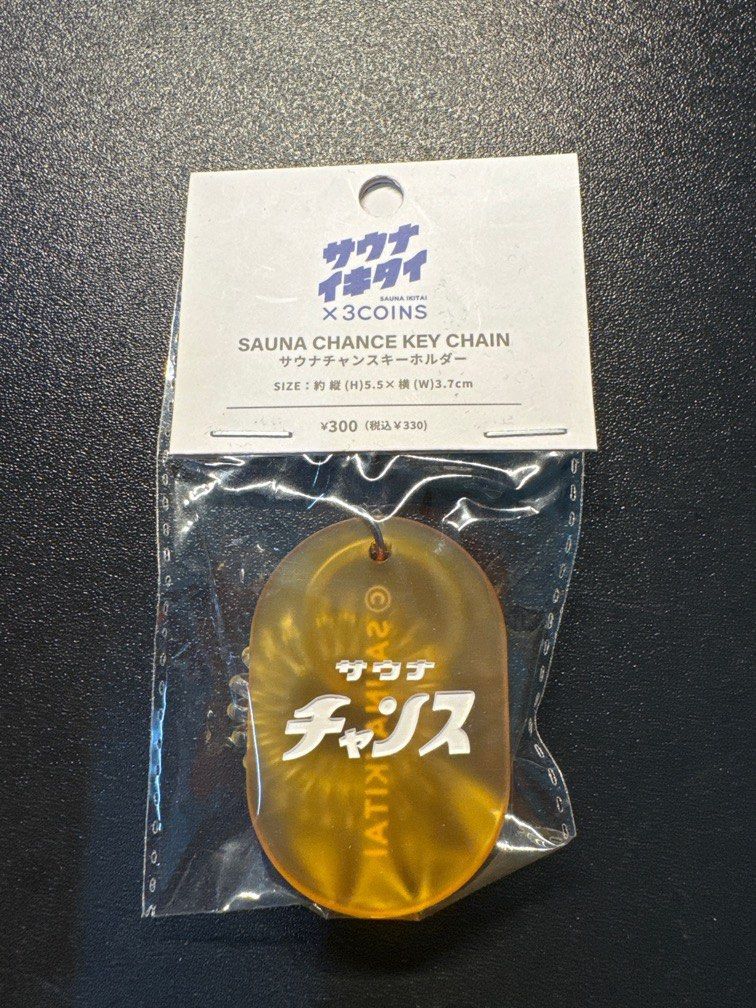 サウナ
イキタイ
SAUNA IKITAI
×3COINS
SAUNA CHANCE KEY CHAIN
サウナチャンスキーホルダー
SIZE：約 縦(H)5.5×横(W)3.7cm
¥300（税込¥330)
サウナ
チャンス
© SAUNA IKITAI